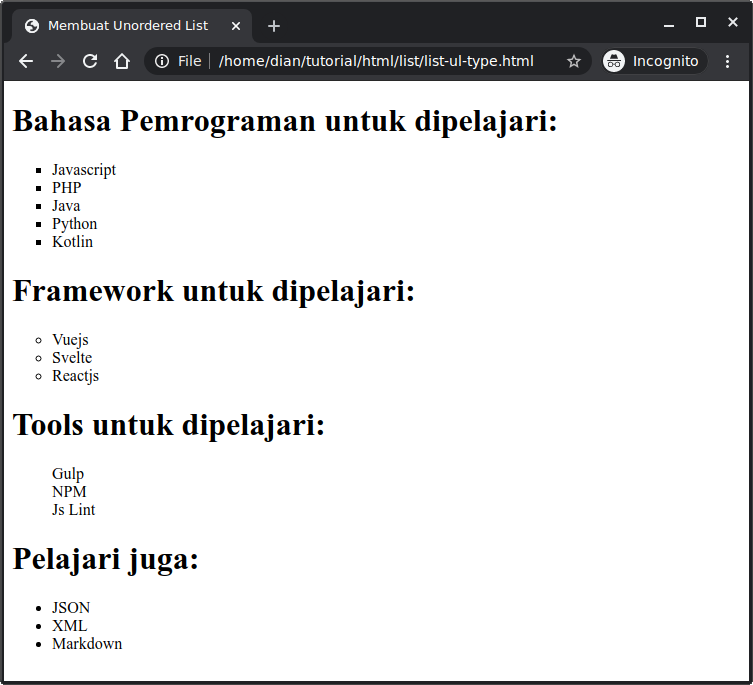 Membuat Unordered List
File /home/dian/tutorial/html/list/list-ul-type.html Incognito
Bahasa Pemrograman untuk dipelajari:
Javascript
PHP
Java
Python
Kotlin
Framework untuk dipelajari:
Vuejs
Svelte
Reactjs
Tools untuk dipelajari:
Gulp
NPM
Js Lint
Pelajari juga:
JSON
XML
Markdown